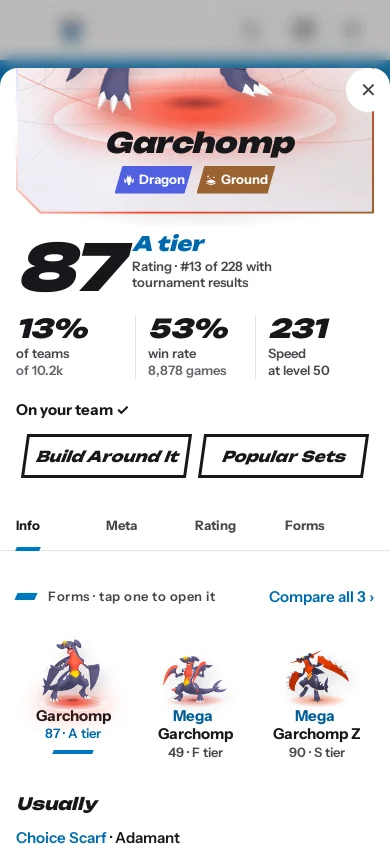 Garchomp
Dragon
Ground
87
A tier
Rating · #13 of 228 with
tournament results
13%
of teams
of 10.2k
53%
win rate
8,878 games
231
Speed
at level 50
On your team ✓
Build Around It
Popular Sets
Info
Meta
Rating
Forms
Forms · tap one to open it
Compare all 3 ›
Garchomp
87 · A tier
Mega
Garchomp
49 · F tier
Mega
Garchomp Z
90 · S tier
Usually
Choice Scarf · Adamant